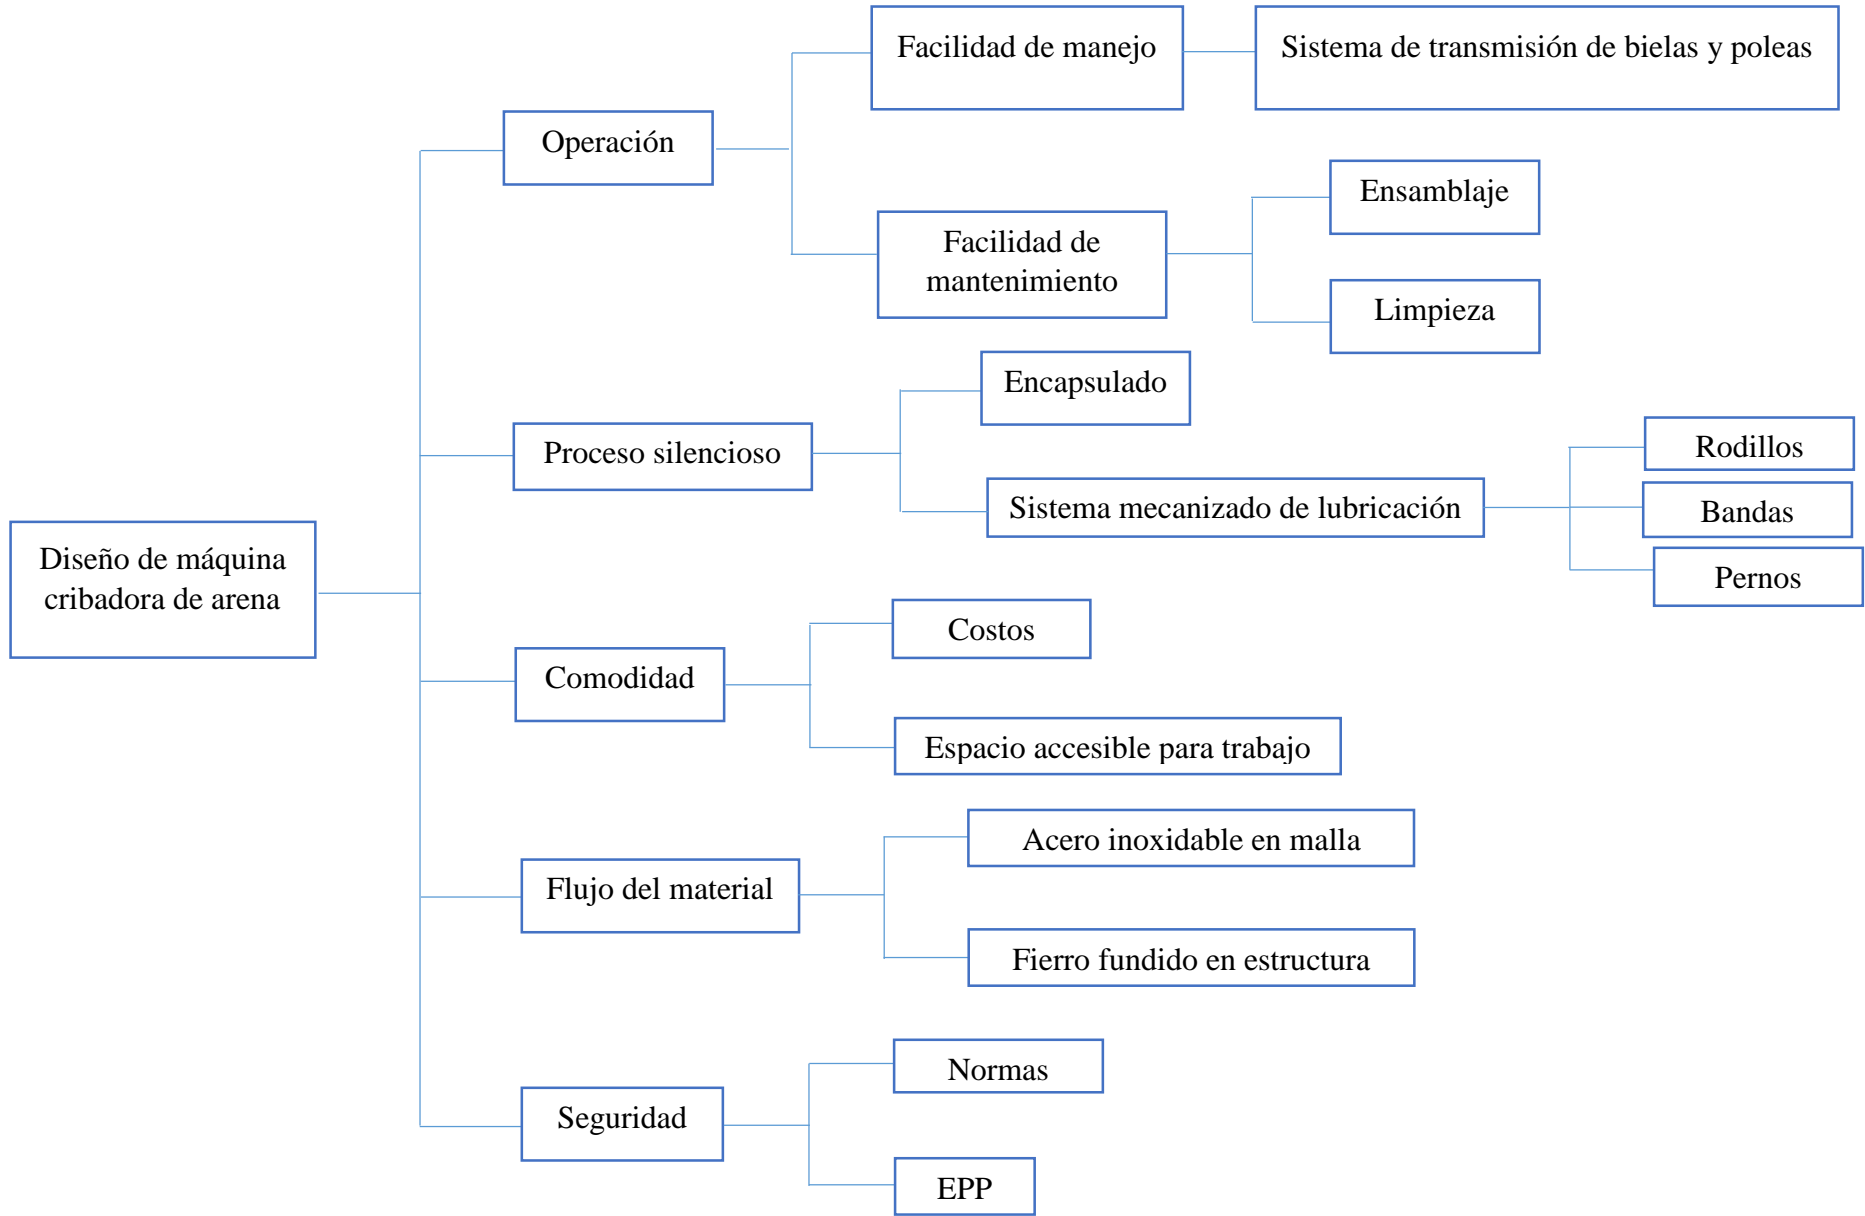 Diseño de máquina
cribadora de arena
Operación
Facilidad de manejo
Sistema de transmisión de bielas y poleas
Facilidad de
mantenimiento
Ensamblaje
Limpieza
Proceso silencioso
Encapsulado
Sistema mecanizado de lubricación
Rodillos
Bandas
Pernos
Comodidad
Costos
Espacio accesible para trabajo
Flujo del material
Acero inoxidable en malla
Fierro fundido en estructura
Seguridad
Normas
EPP